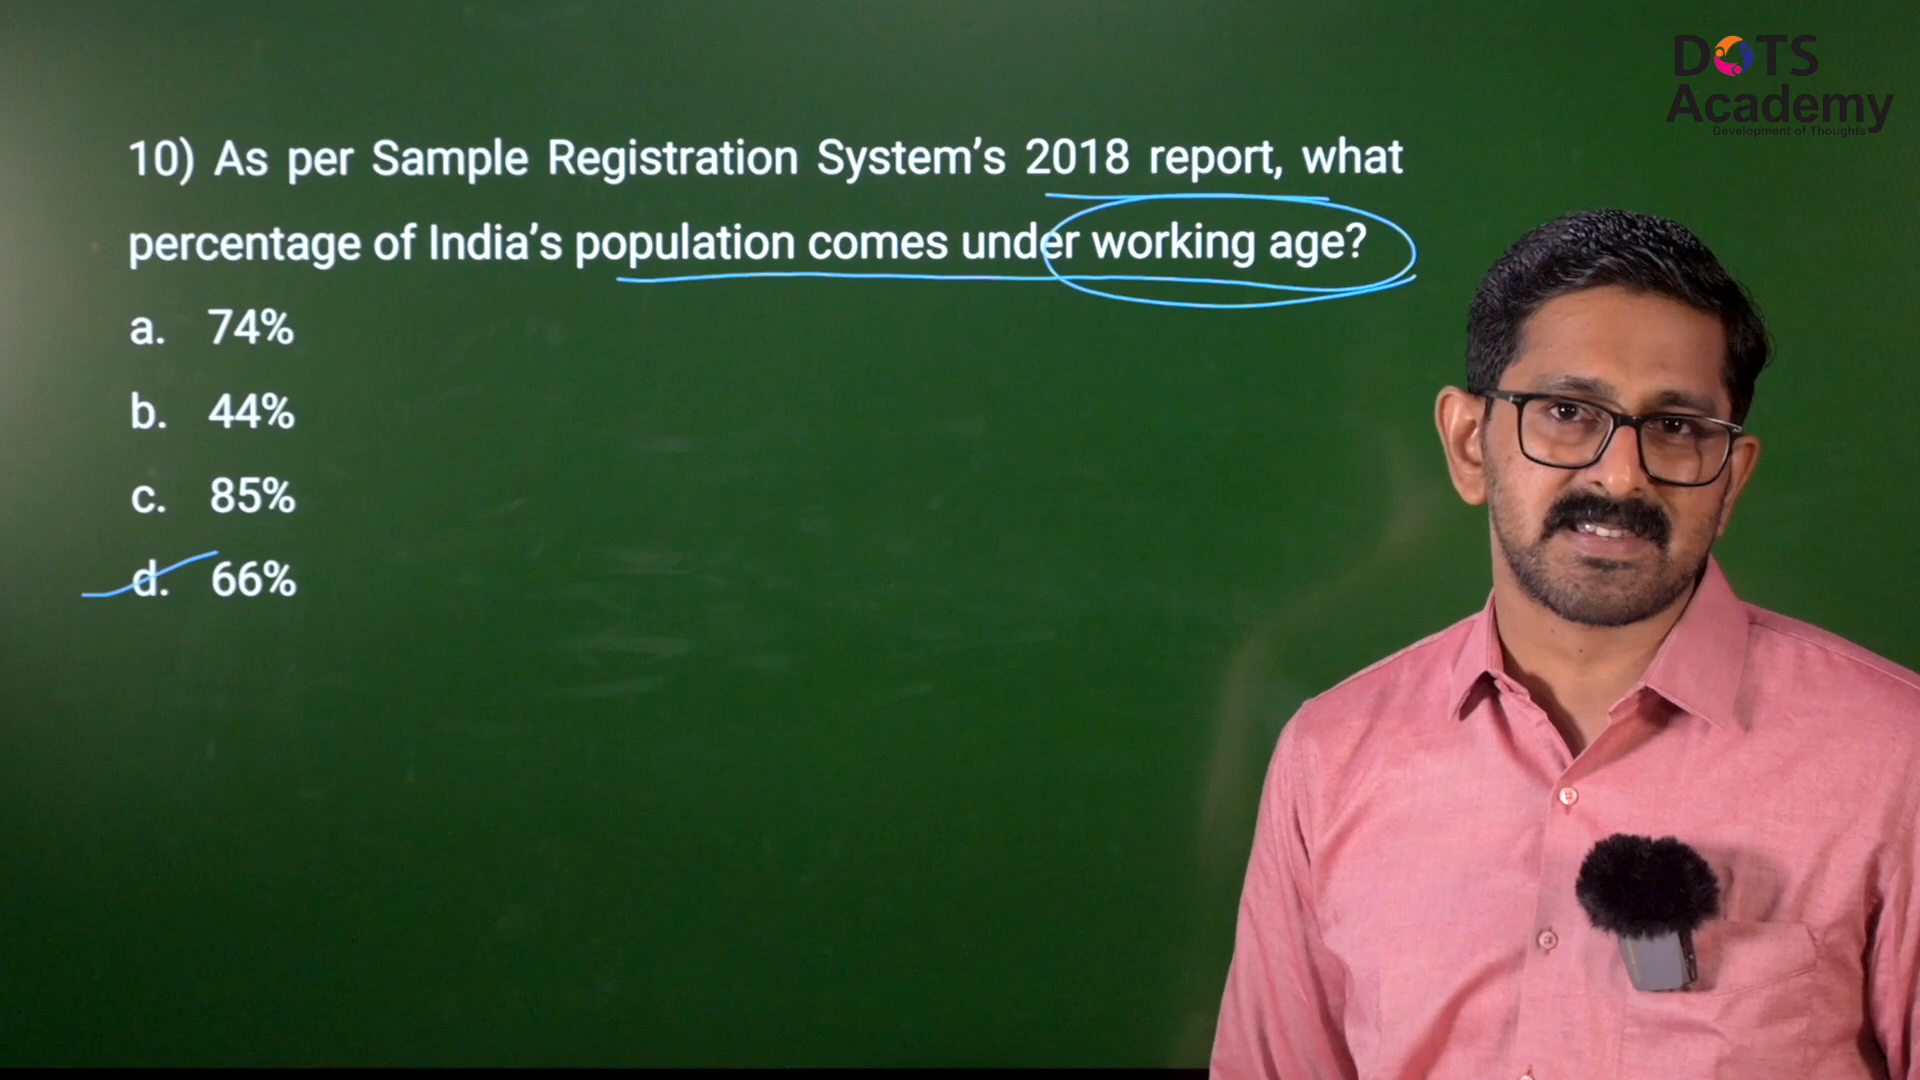 DOTS
Academy
Development of Thoughts
10) As per Sample Registration System’s 2018 report, what
percentage of India’s population comes under working age?
a. 74%
b. 44%
c. 85%
d. 66%